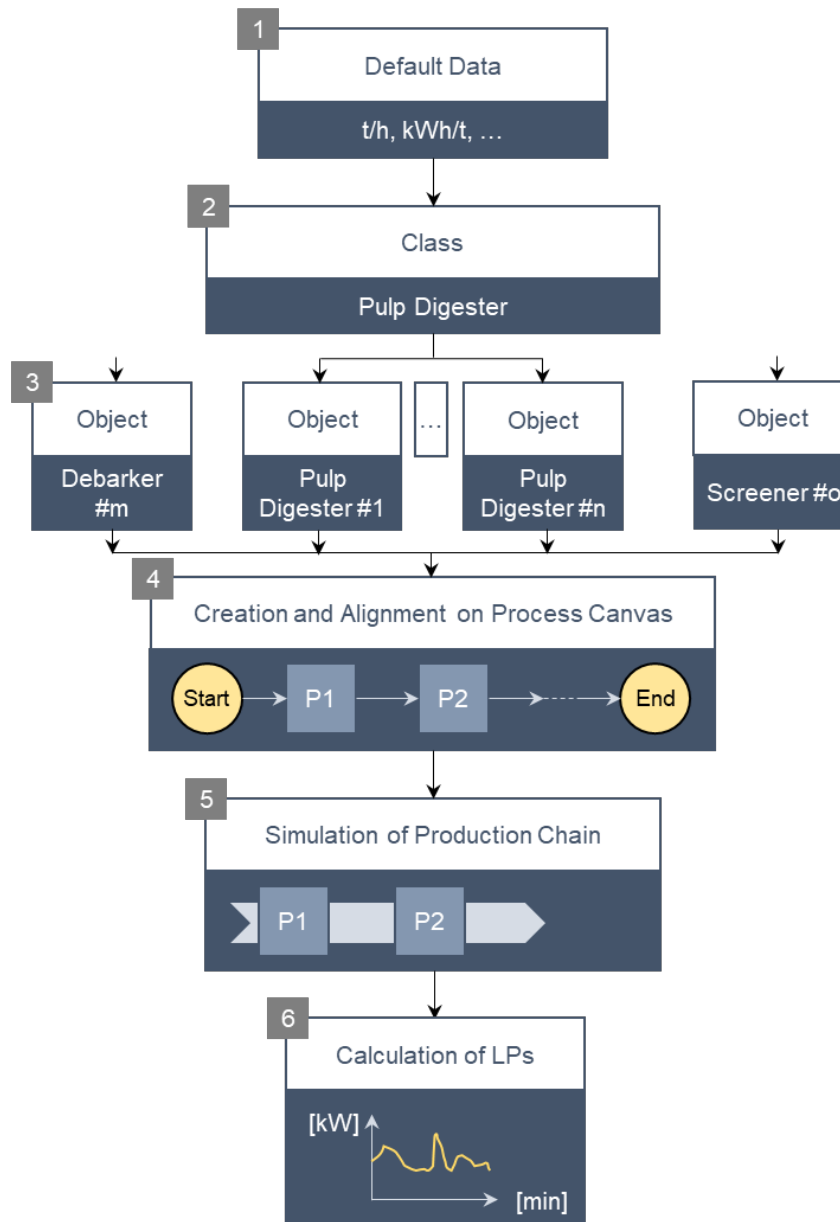 1
Default Data
t/h, kWh/t, …
2
Class
Pulp Digester
3
Object
Debarker
#m
Object
Pulp
Digester #1
…
Object
Pulp
Digester #n
Object
Screener #o
4
Creation and Alignment on Process Canvas
Start
P1
P2
End
5
Simulation of Production Chain
P1
P2
6
Calculation of LPs
[kW]
[min]